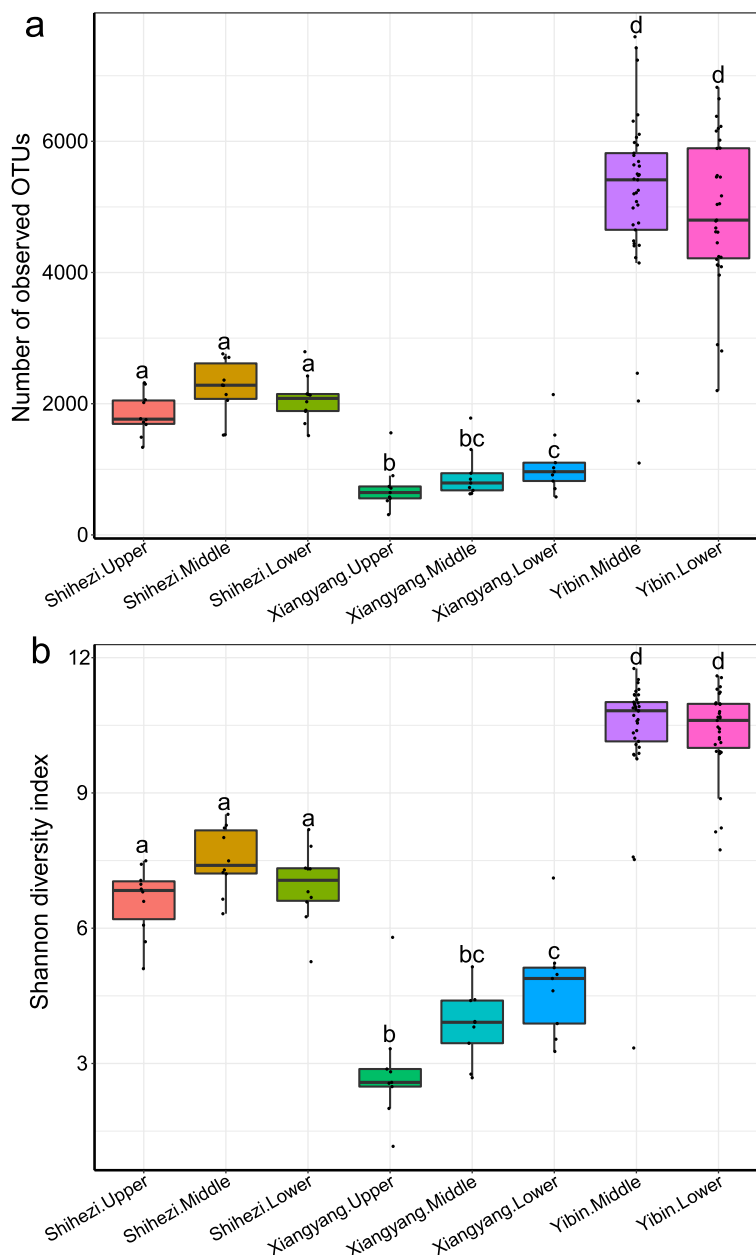 a
Number of observed OTUs
6000
4000
2000
0
a
a
a
b
bc
c
d
d
Shihezi.Upper
Shihezi.Middle
Shihezi.Lower
Xiangyang.Upper
Xiangyang.Middle
Xiangyang.Lower
Yibin.Middle
Yibin.Lower
b
Shannon diversity index
12
9
6
3
a
a
a
b
bc
c
d
d
Shihezi.Upper
Shihezi.Middle
Shihezi.Lower
Xiangyang.Upper
Xiangyang.Middle
Xiangyang.Lower
Yibin.Middle
Yibin.Lower